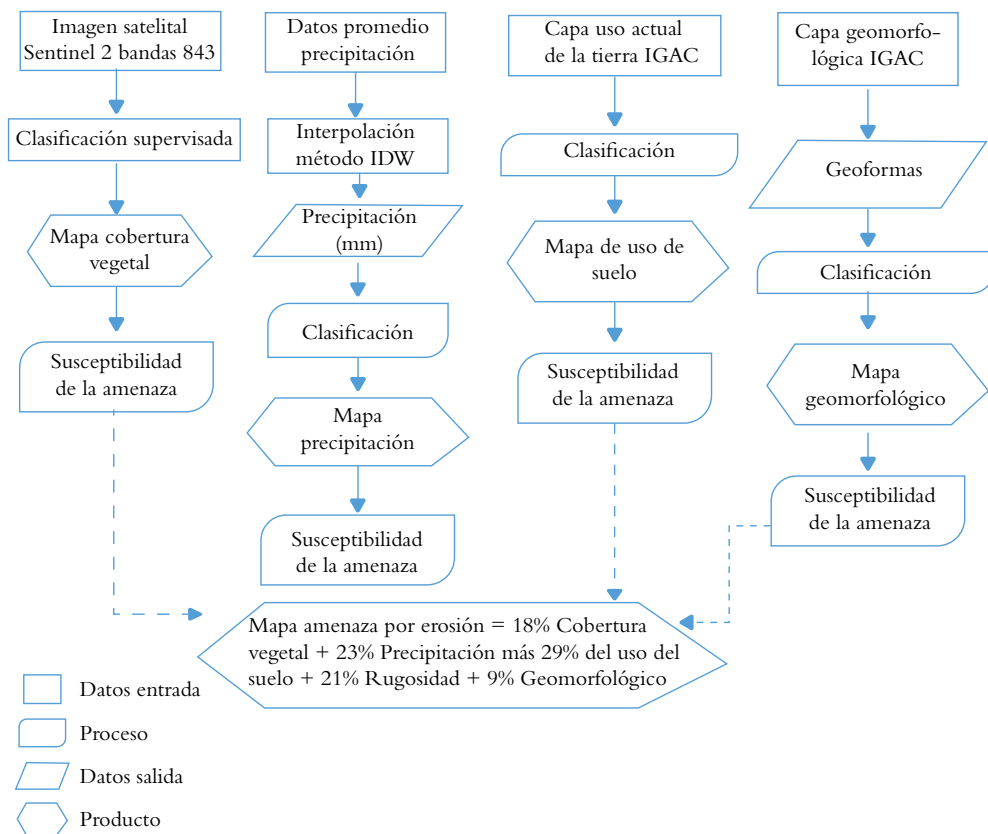 Imagen satelital
Sentinel 2 bandas 843
Clasificación supervisada
Mapa cobertura
vegetal
Susceptibilidad
de la amenaza
Datos promedio
precipitación
Interpolación
método IDW
Precipitación
(mm)
Clasificación
Mapa
precipitación
Susceptibilidad
de la amenaza
Capa uso actual
de la tierra IGAC
Clasificación
Mapa de uso de
suelo
Susceptibilidad
de la amenaza
Capa geomorfo-
lógica IGAC
Geoformas
Clasificación
Mapa
geomorfológico
Susceptibilidad
de la amenaza
Mapa amenaza por erosión = 18% Cobertura
vegetal + 23% Precipitación más 29% del uso del
suelo + 21% Rugosidad + 9% Geomorfológico
Datos entrada
Proceso
Datos salida
Producto